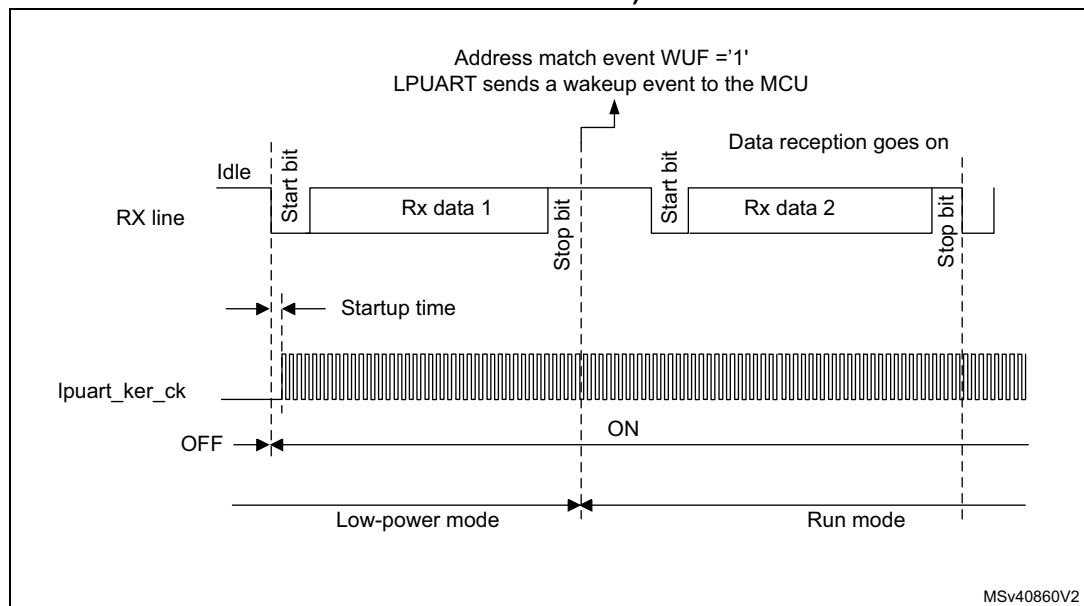 Address match event WUF ='1'
LPUART sends a wakeup event to the MCU
Data reception goes on
Idle
RX line
Start bit
Rx data 1
Stop bit
Start bit
Rx data 2
Stop bit
Startup time
lpuart_ker_ck
OFF
ON
Low-power mode
Run mode
MSv40860V2